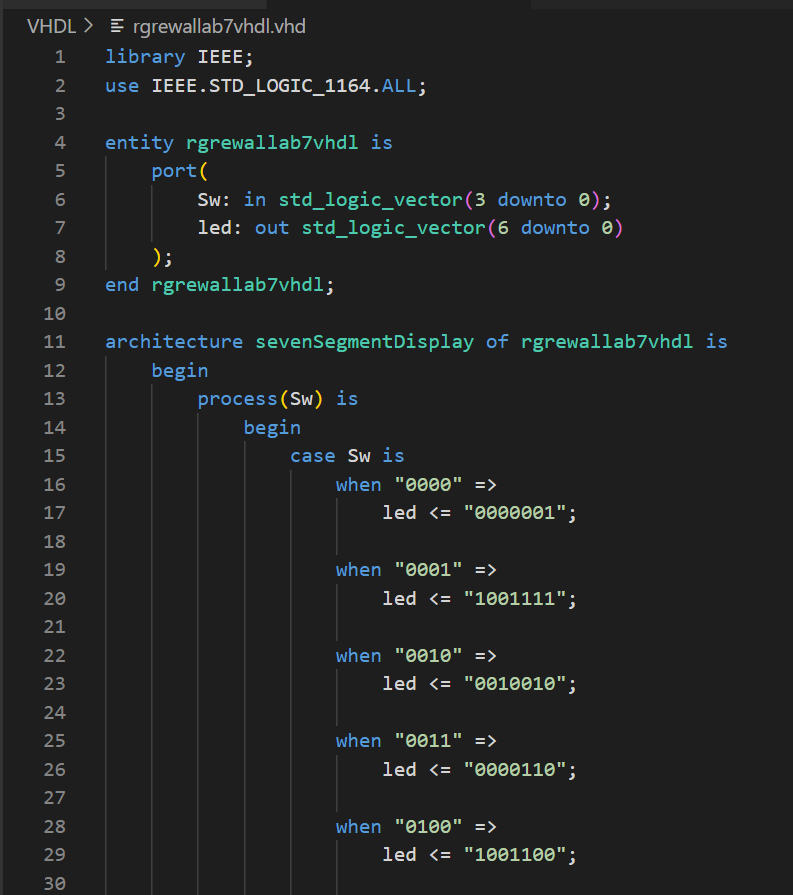 VHDL > rgrewallab7vhdl.vhd
1 library IEEE;
2 use IEEE.STD_LOGIC_1164.ALL;
3
4 entity rgrewallab7vhdl is
5     port(
6         Sw: in std_logic_vector(3 downto 0);
7         led: out std_logic_vector(6 downto 0)
8     );
9 end rgrewallab7vhdl;
10
11 architecture sevenSegmentDisplay of rgrewallab7vhdl is
12     begin
13         process(Sw) is
14             begin
15                 case Sw is
16                     when "0000" =>
17                         led <= "0000001";
18
19                     when "0001" =>
20                         led <= "1001111";
21
22                     when "0010" =>
23                         led <= "0010010";
24
25                     when "0011" =>
26                         led <= "0000110";
27
28                     when "0100" =>
29                         led <= "1001100";
30